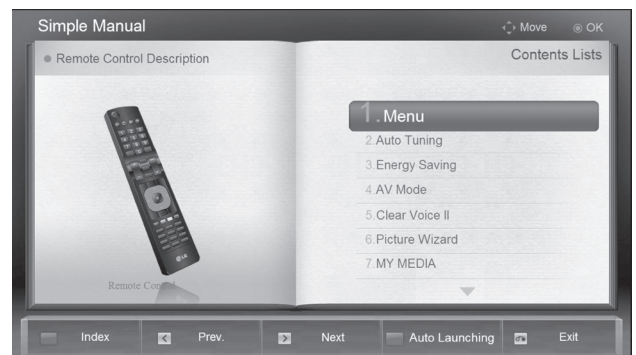 Simple Manual
Move
OK
Remote Control Description
Contents Lists
1. Menu
2. Auto Tuning
3. Energy Saving
4. AV Mode
5. Clear Voice II
6. Picture Wizard
7. MY MEDIA
LG
Remote Control
Index
Prev.
Next
Auto Launching
Exit